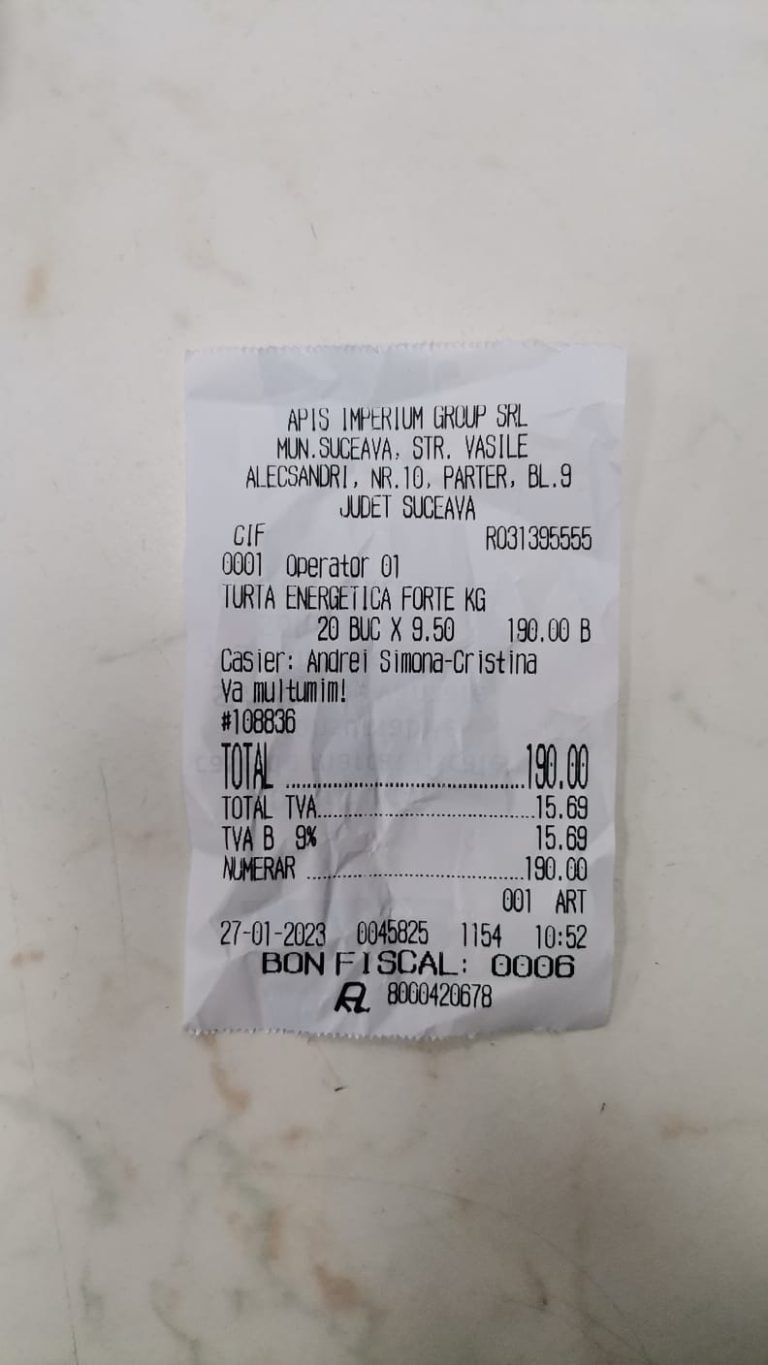 APIS IMPERIUM GROUP SRL
MUN.SUCEAVA, STR. VASILE
ALECSANDRI, NR.10, PARTER, BL.9
JUDET SUCEAVA
CIF RO31395555
0001 Operator 01
TURTA ENERGETICA FORTE KG
20 BUC X 9.50 190.00 B
Casier: Andrei Simona-Cristina
Va multumim!
#108836
TOTAL ........................................ 190.00
TOTAL TVA........................................15.69
TVA B 9% 15.69
NUMERAR ........................................190.00
001 ART
27-01-2023 0045825 1154 10:52
BON FISCAL: 0006
8000420678